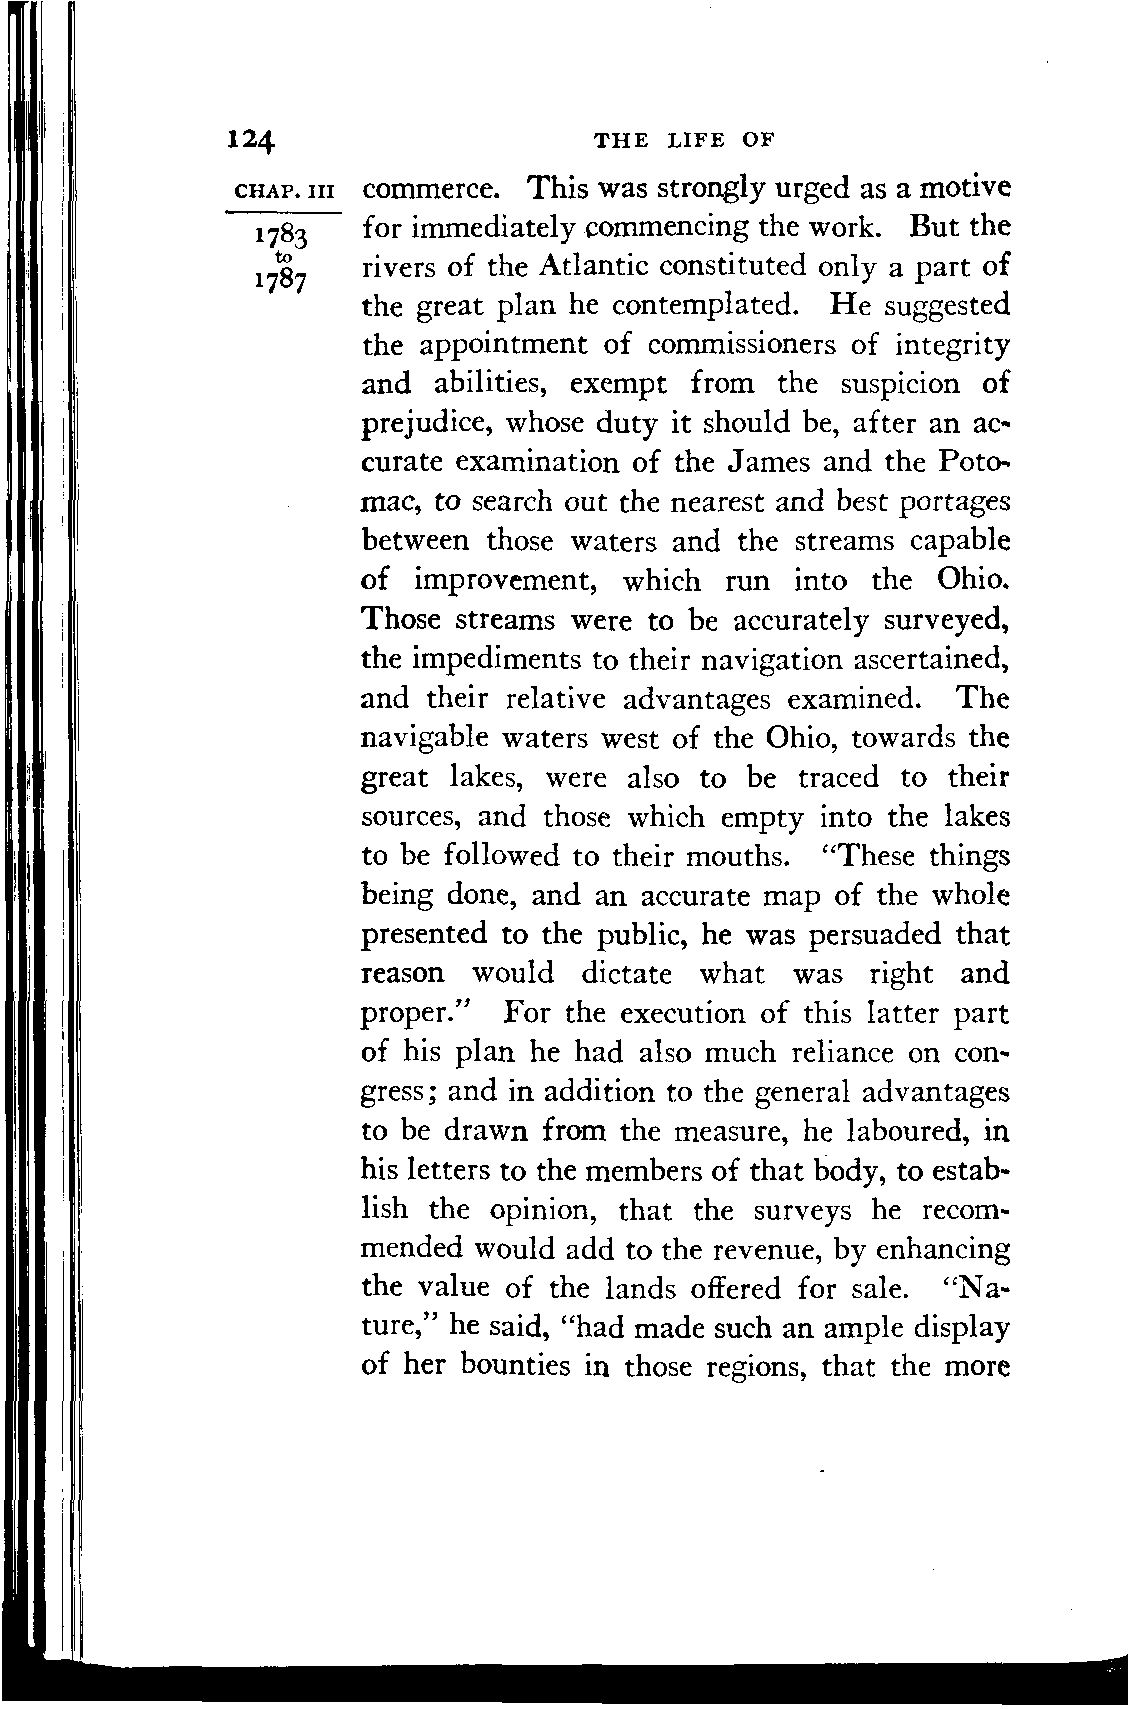 124 THE LIFE OF
CHAP. III
1783
to
1787
commerce. This was strongly urged as a motive
for immediately commencing the work. But the
rivers of the Atlantic constituted only a part of
the great plan he contemplated. He suggested
the appointment of commissioners of integrity
and abilities, exempt from the suspicion of
prejudice, whose duty it should be, after an ac-
curate examination of the James and the Poto-
mac, to search out the nearest and best portages
between those waters and the streams capable
of improvement, which run into the Ohio.
Those streams were to be accurately surveyed,
the impediments to their navigation ascertained,
and their relative advantages examined. The
navigable waters west of the Ohio, towards the
great lakes, were also to be traced to their
sources, and those which empty into the lakes
to be followed to their mouths. “These things
being done, and an accurate map of the whole
presented to the public, he was persuaded that
reason would dictate what was right and
proper.” For the execution of this latter part
of his plan he had also much reliance on con-
gress; and in addition to the general advantages
to be drawn from the measure, he laboured, in
his letters to the members of that body, to estab-
lish the opinion, that the surveys he recom-
mended would add to the revenue, by enhancing
the value of the lands offered for sale. “Na-
ture,” he said, “had made such an ample display
of her bounties in those regions, that the more